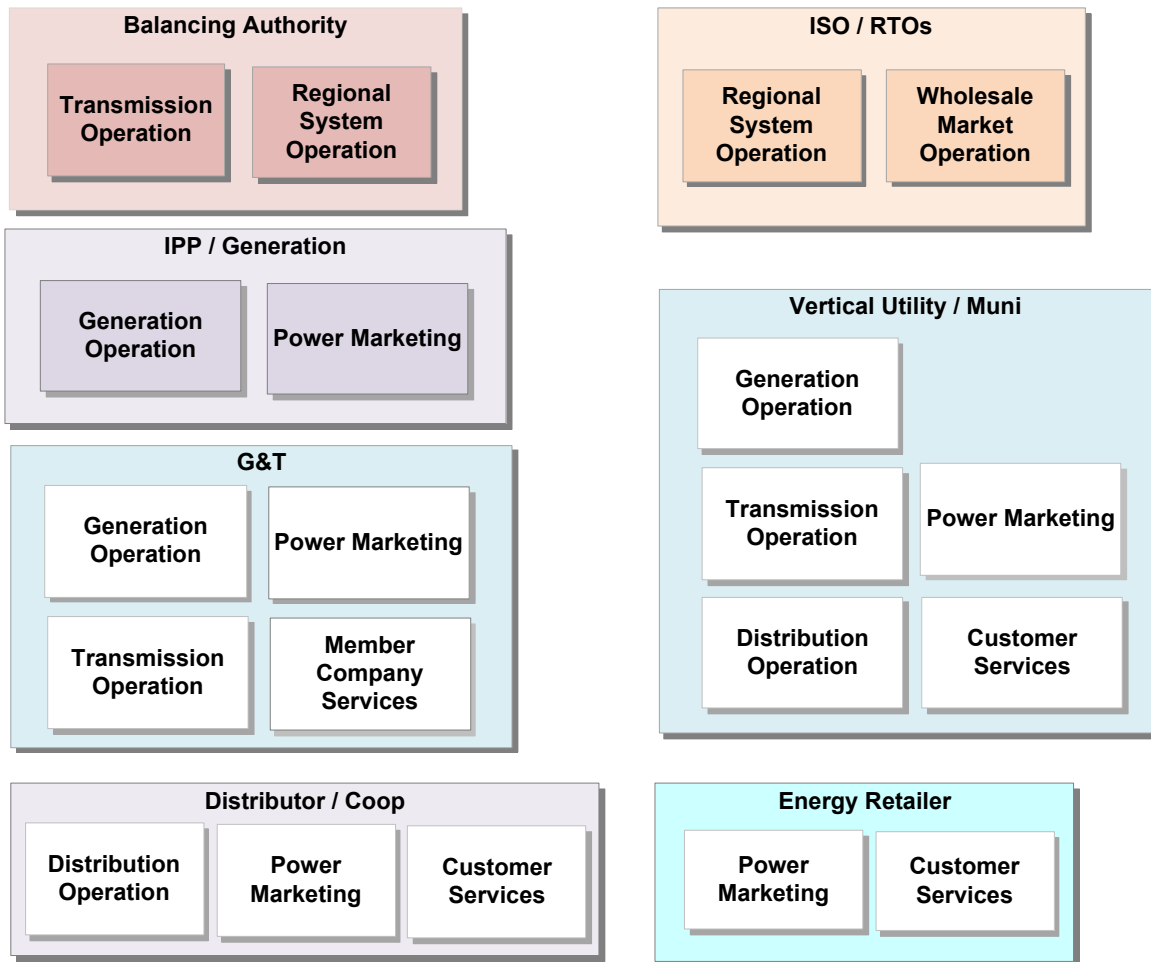 Balancing Authority
Transmission
Operation
Regional
System
Operation
ISO / RTOs
Regional
System
Operation
Wholesale
Market
Operation
IPP / Generation
Generation
Operation
Power Marketing
Vertical Utility / Muni
Generation
Operation
Transmission
Operation
Power Marketing
Distribution
Operation
Customer
Services
G&T
Generation
Operation
Power Marketing
Transmission
Operation
Member
Company
Services
Distributor / Coop
Distribution
Operation
Power
Marketing
Customer
Services
Energy Retailer
Power
Marketing
Customer
Services